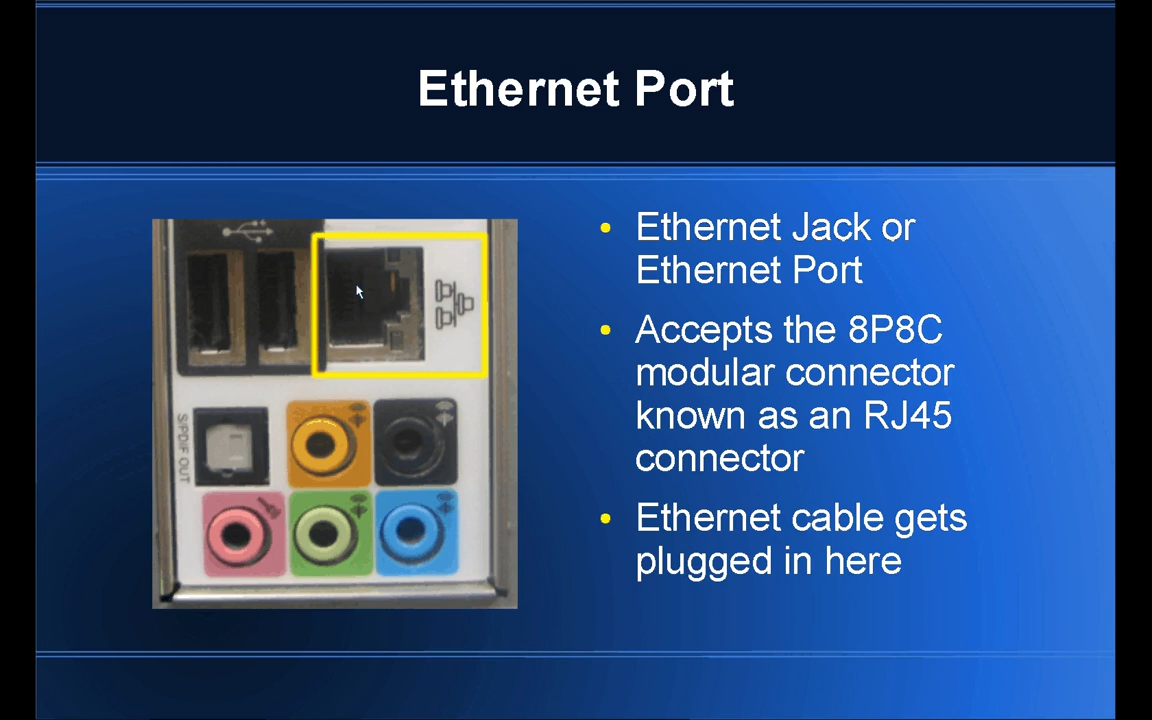 Ethernet Port
S/PDIF OUT
• Ethernet Jack or
Ethernet Port
• Accepts the 8P8C
modular connector
known as an RJ45
connector
• Ethernet cable gets
plugged in here